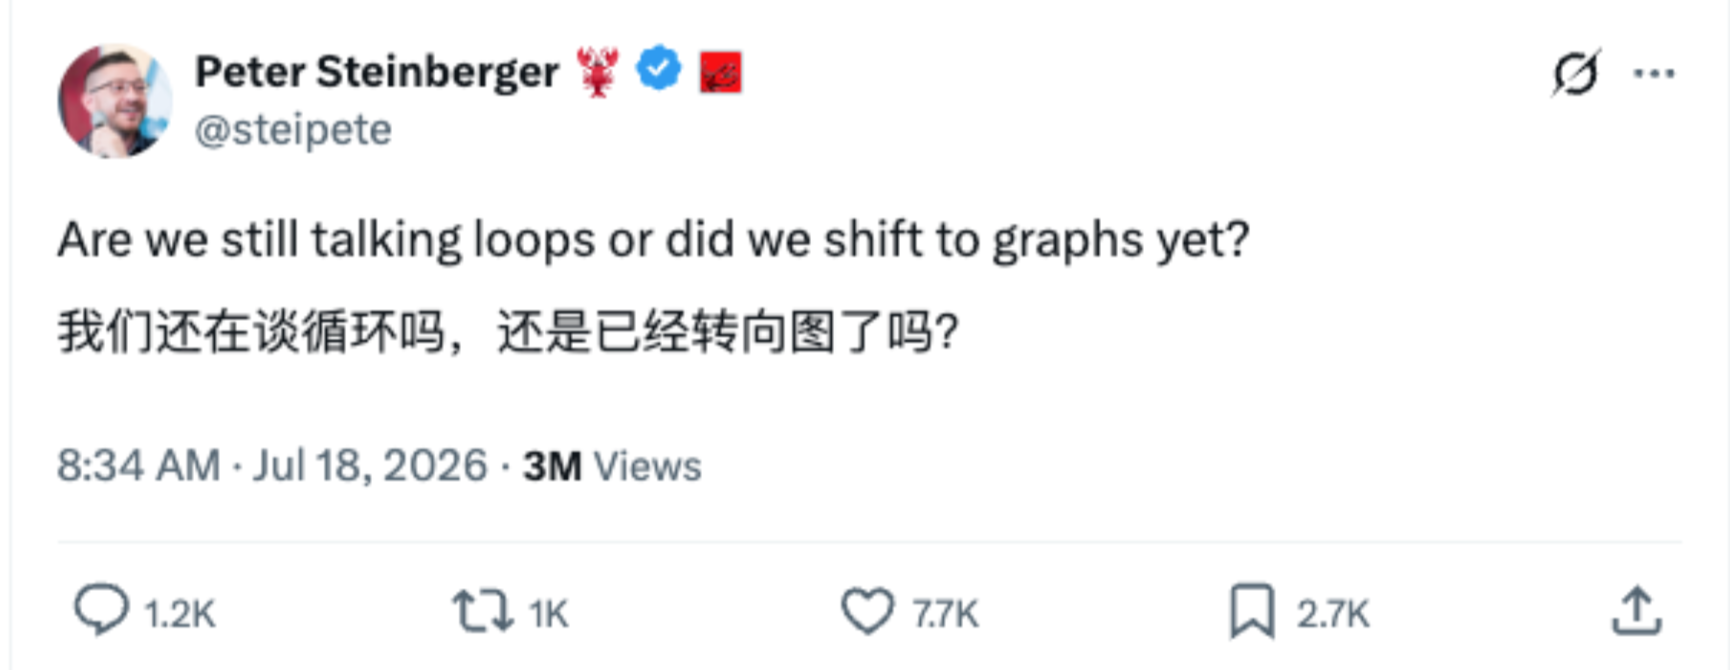 Peter Steinberger 🦞
@steipete
Are we still talking loops or did we shift to graphs yet?
我们还在谈循环吗，还是已经转向图了吗?
8:34 AM · Jul 18, 2026 · 3M Views
1.2K 1K 7.7K 2.7K